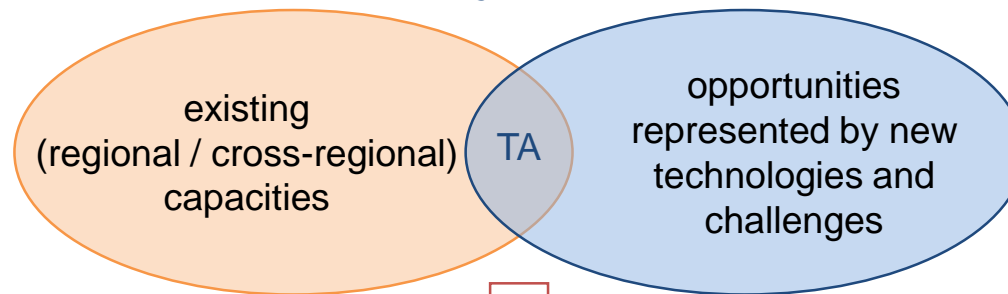 existing
(regional / cross-regional)
capacities
TA
opportunities
represented by new
technologies and
challenges